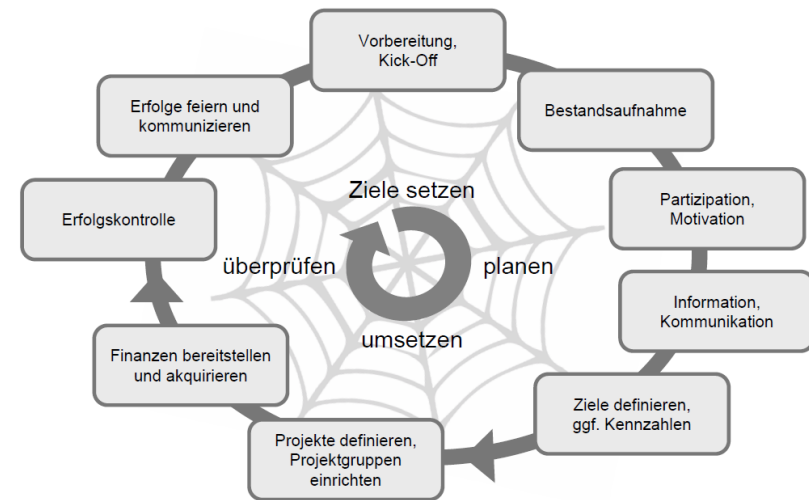 Vorbereitung,
Kick-Off
Bestandsaufnahme
Partizipation,
Motivation
Information,
Kommunikation
Ziele definieren,
ggf. Kennzahlen
Projekte definieren,
Projektgruppen
einrichten
Finanzen bereitstellen
und akquirieren
Erfolgskontrolle
Erfolge feiern und
kommunizieren
Ziele setzen
planen
umsetzen
überprüfen